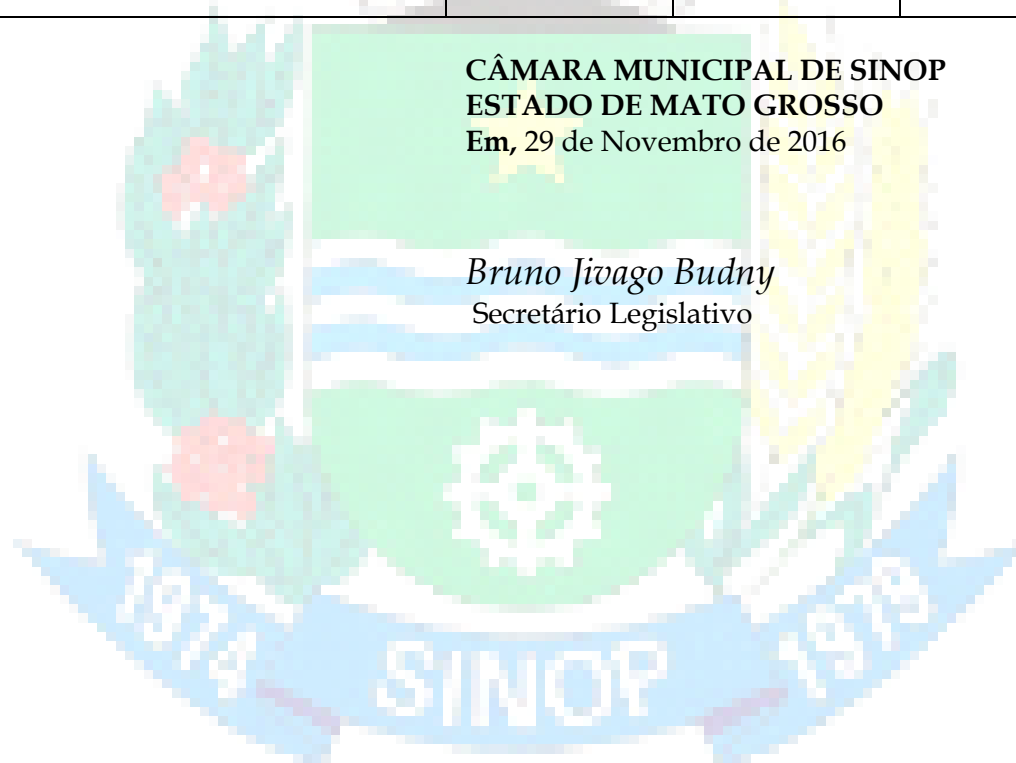 CÂMARA MUNICIPAL DE SINOP
ESTADO DE MATO GROSSO
Em, 29 de Novembro de 2016
Bruno Jivago Budny
Secretário Legislativo
1974
SINOP
1979